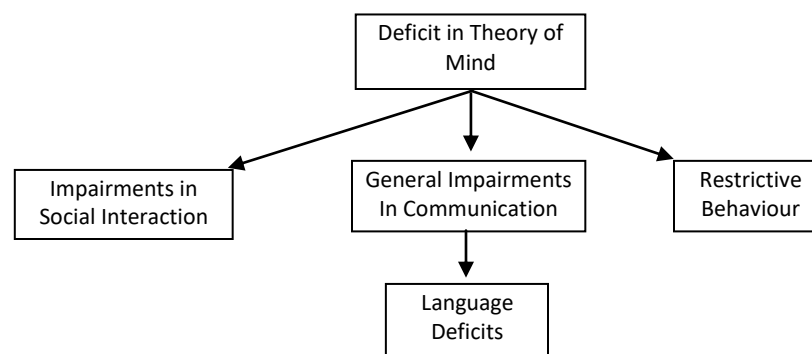 Deficit in Theory of
Mind
Impairments in
Social Interaction
General Impairments
In Communication
Restrictive
Behaviour
Language
Deficits